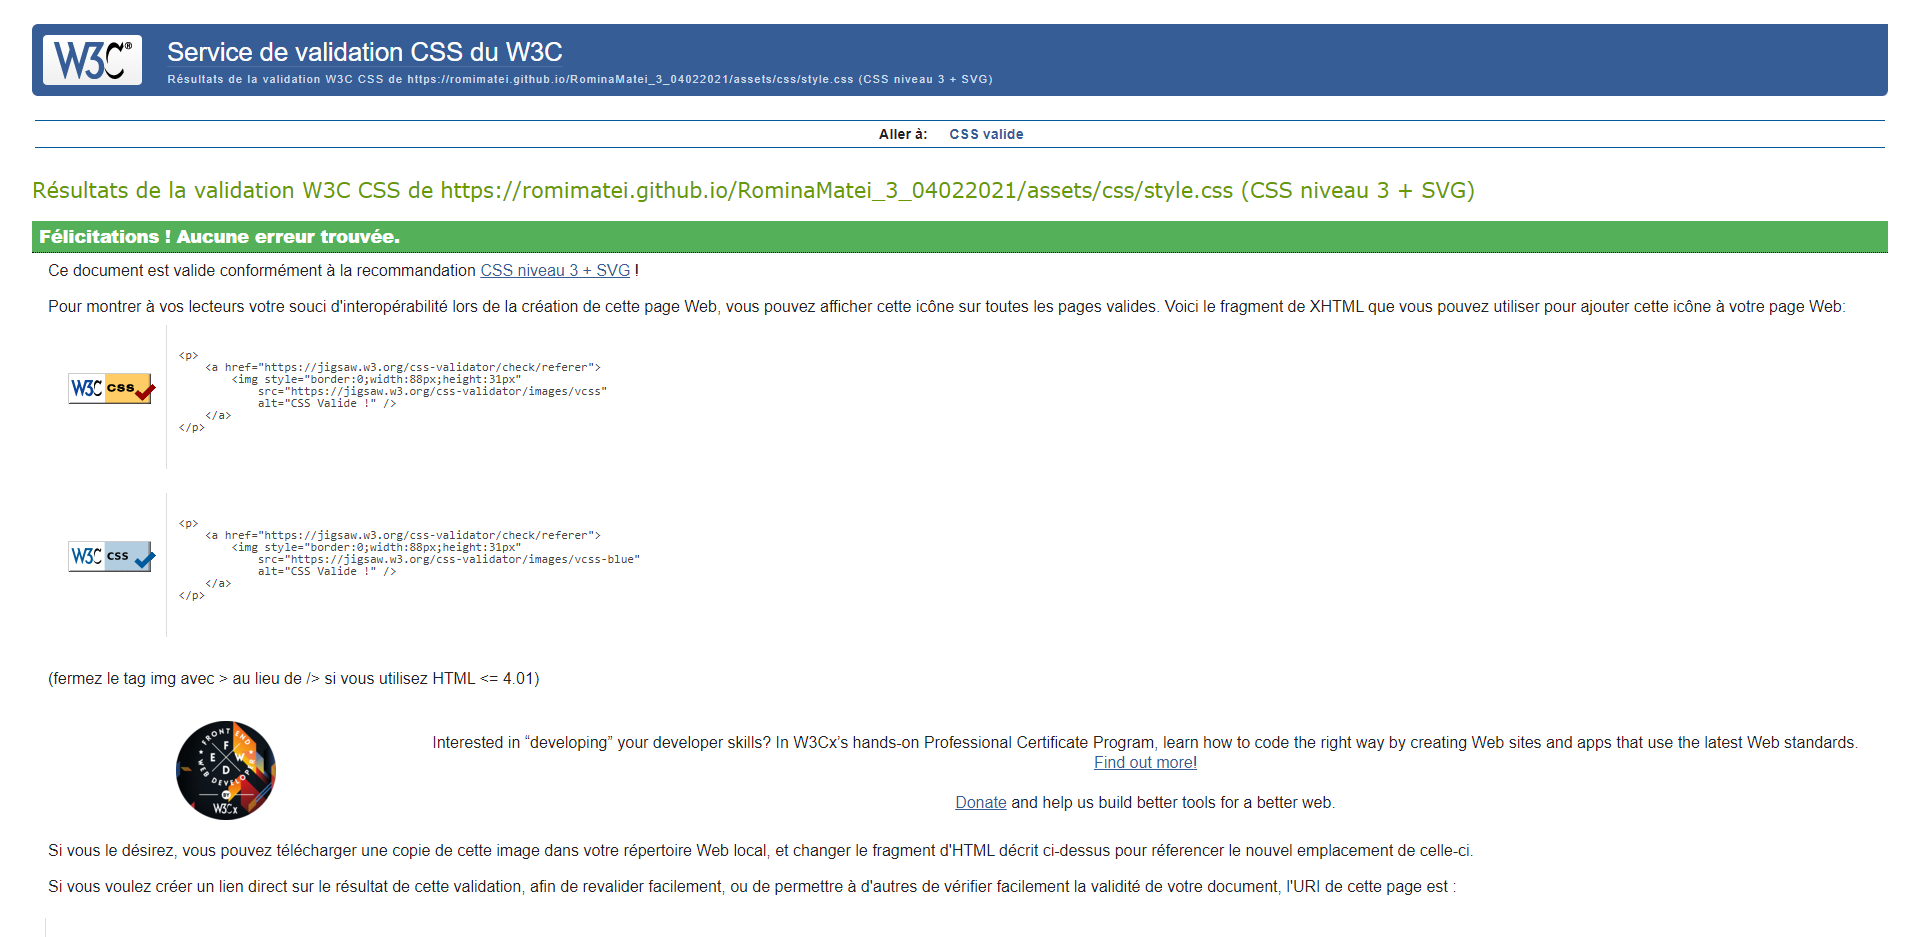 W3C®
Service de validation CSS du W3C
Résultats de la validation W3C CSS de https://romimatei.github.io/RominaMatei_3_04022021/assets/css/style.css (CSS niveau 3 + SVG)
Aller à: CSS valide
Résultats de la validation W3C CSS de https://romimatei.github.io/RominaMatei_3_04022021/assets/css/style.css (CSS niveau 3 + SVG)
Félicitations ! Aucune erreur trouvée.
Ce document est valide conformément à la recommandation CSS niveau 3 + SVG !
Pour montrer à vos lecteurs votre souci d'interopérabilité lors de la création de cette page Web, vous pouvez afficher cette icône sur toutes les pages valides. Voici le fragment de XHTML que vous pouvez utiliser pour ajouter cette icône à votre page Web:
W3C css
<p>
<a href="https://jigsaw.w3.org/css-validator/check/referer">
<img style="border:0;width:88px;height:31px"
src="https://jigsaw.w3.org/css-validator/images/vcss"
alt="CSS Valide !" />
</a>
</p>
W3C css
<p>
<a href="https://jigsaw.w3.org/css-validator/check/referer">
<img style="border:0;width:88px;height:31px"
src="https://jigsaw.w3.org/css-validator/images/vcss-blue"
alt="CSS Valide !" />
</a>
</p>
(fermez le tag img avec > au lieu de /> si vous utilisez HTML <= 4.01)
FRONT END
F
E W
D
WEB DEVELOPER
BY
W3Cx
Interested in “developing” your developer skills? In W3Cx’s hands-on Professional Certificate Program, learn how to code the right way by creating Web sites and apps that use the latest Web standards.
Find out more!
Donate and help us build better tools for a better web.
Si vous le désirez, vous pouvez télécharger une copie de cette image dans votre répertoire Web local, et changer le fragment d'HTML décrit ci-dessus pour réferencer le nouvel emplacement de celle-ci.
Si vous voulez créer un lien direct sur le résultat de cette validation, afin de revalider facilement, ou de permettre à d'autres de vérifier facilement la validité de votre document, l'URI de cette page est :